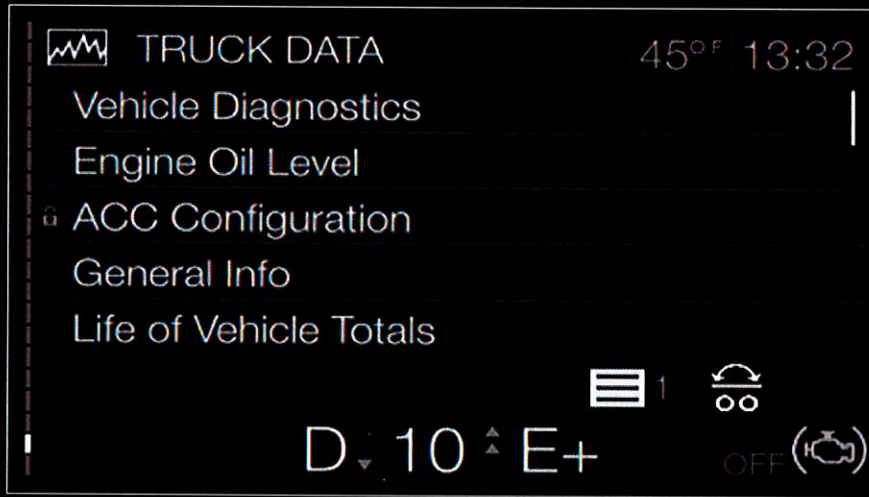 TRUCK DATA 45°F 13:32
Vehicle Diagnostics
Engine Oil Level
ACC Configuration
General Info
Life of Vehicle Totals
1
D 10 E+ OFF